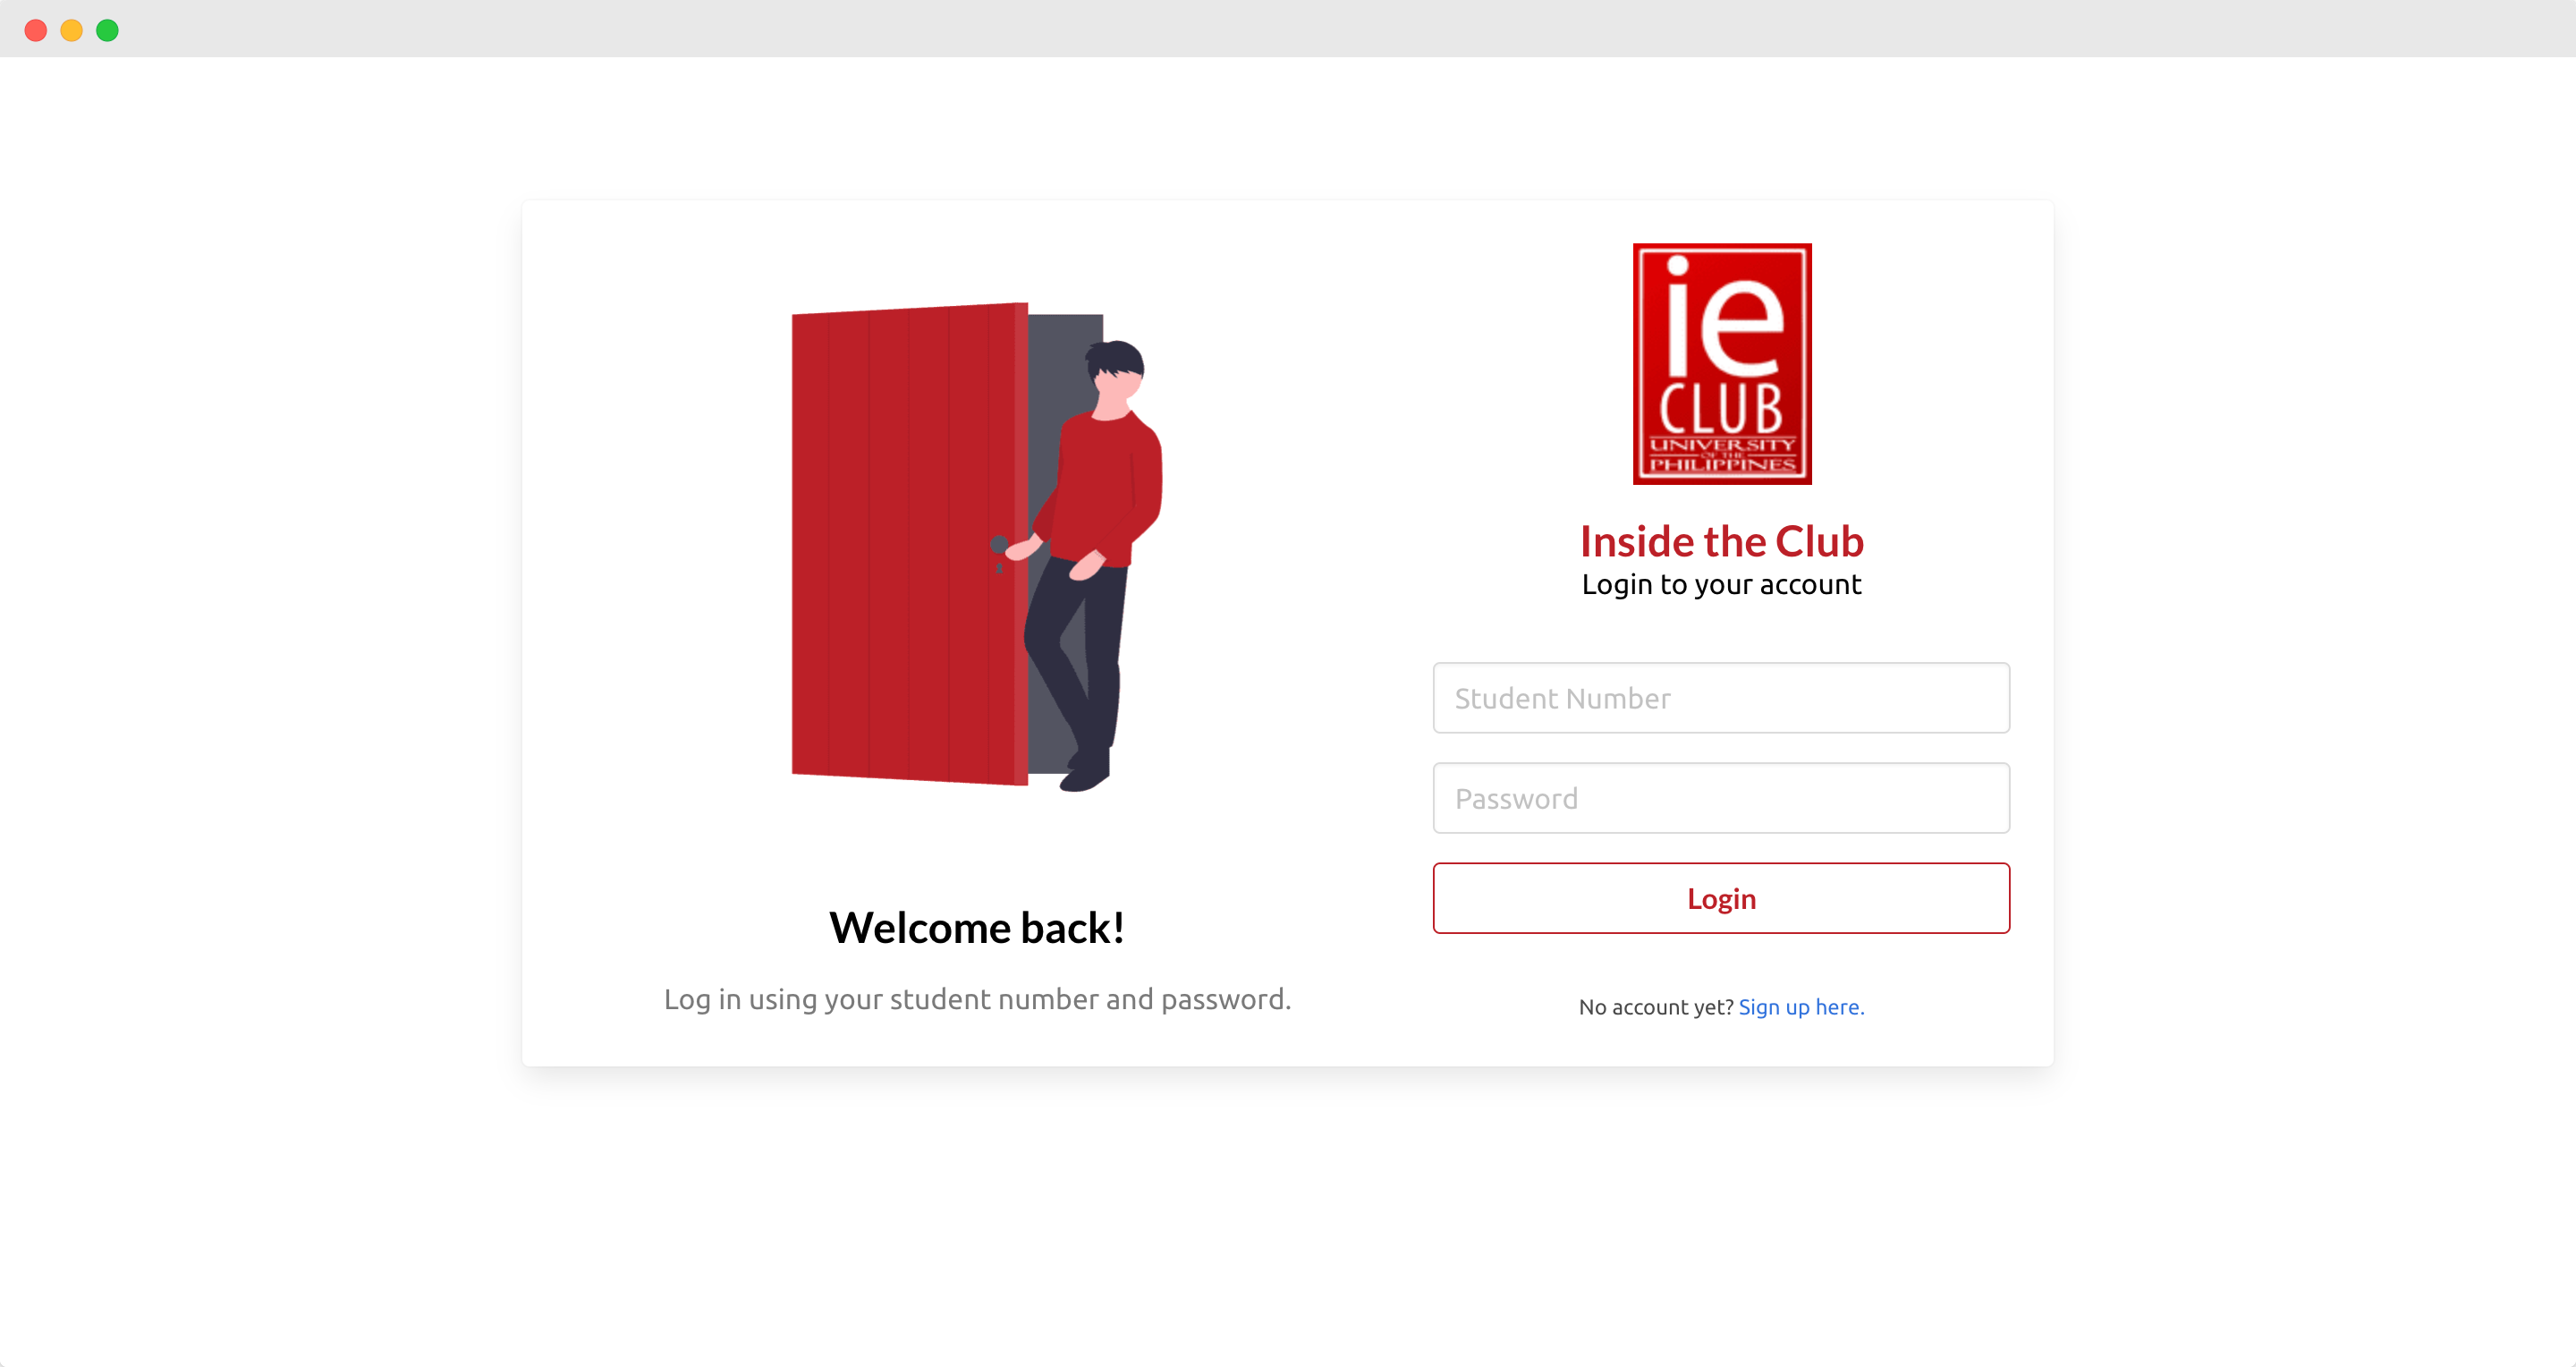 Welcome back!
Log in using your student number and password.
ie
CLUB
UNIVERSITY
OF THE
PHILIPPINES
Inside the Club
Login to your account
Student Number
Password
Login
No account yet? Sign up here.